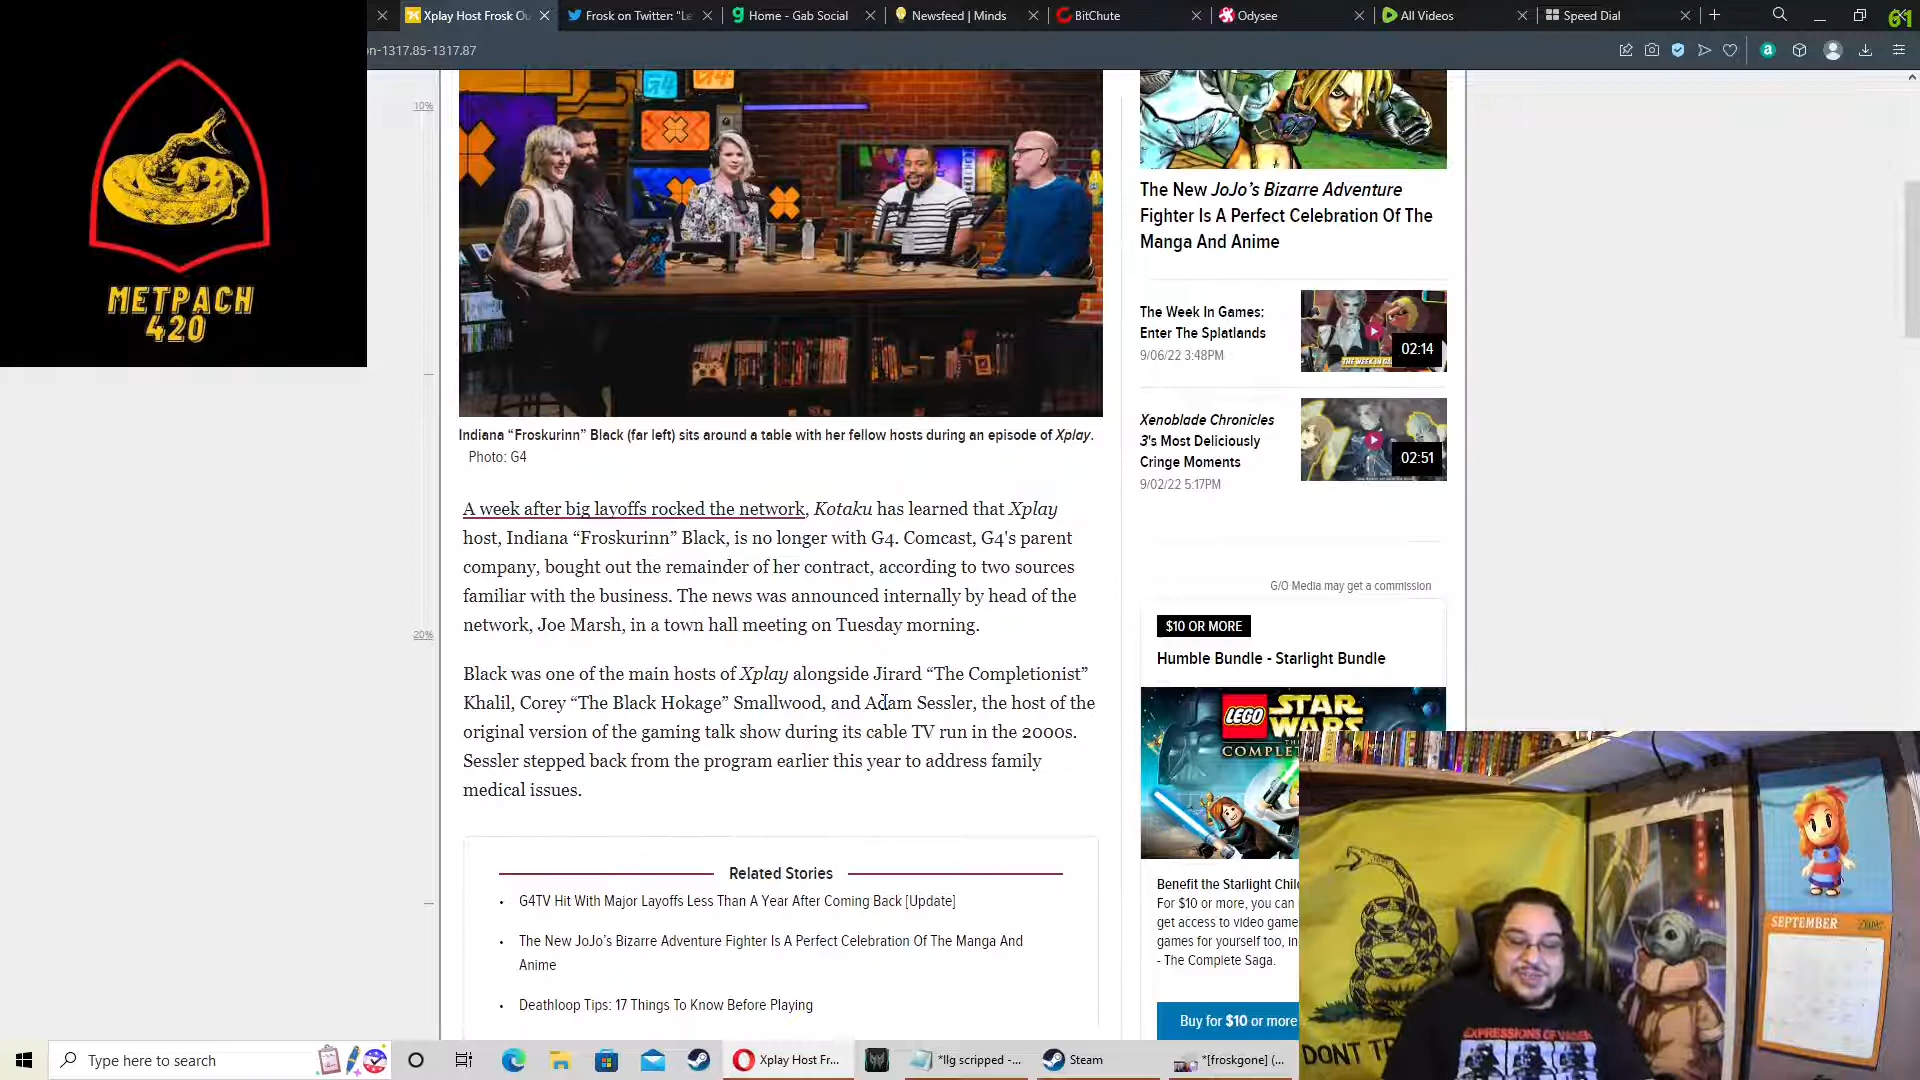 Xplay Host Frosk Ou
Frosk on Twitter: "Le
Home - Gab Social
Newsfeed | Minds
BitChute
Odysee
All Videos
Speed Dial
61
n-1317.85-1317.87
METPACH
420
10%
20%
Indiana “Froskurinn” Black (far left) sits around a table with her fellow hosts during an episode of Xplay.
Photo: G4
A week after big layoffs rocked the network, Kotaku has learned that Xplay
host, Indiana “Froskurinn” Black, is no longer with G4. Comcast, G4's parent
company, bought out the remainder of her contract, according to two sources
familiar with the business. The news was announced internally by head of the
network, Joe Marsh, in a town hall meeting on Tuesday morning.
Black was one of the main hosts of Xplay alongside Jirard “The Completionist”
Khalil, Corey “The Black Hokage” Smallwood, and Adam Sessler, the host of the
original version of the gaming talk show during its cable TV run in the 2000s.
Sessler stepped back from the program earlier this year to address family
medical issues.
Related Stories
G4TV Hit With Major Layoffs Less Than A Year After Coming Back [Update]
The New JoJo’s Bizarre Adventure Fighter Is A Perfect Celebration Of The Manga And
Anime
Deathloop Tips: 17 Things To Know Before Playing
The New JoJo’s Bizarre Adventure
Fighter Is A Perfect Celebration Of The
Manga And Anime
The Week In Games:
Enter The Splatlands
9/06/22 3:48PM
THE WEEK IN GAMES
02:14
Xenoblade Chronicles
3's Most Deliciously
Cringe Moments
9/02/22 5:17PM
02:51
G/O Media may get a commission
$10 OR MORE
Humble Bundle - Starlight Bundle
LEGO STAR
WARS
COMPLE
Benefit the Starlight Chil
For $10 or more, you can
get access to video game
games for yourself too, in
- The Complete Saga.
Buy for $10 or more
SEPTEMBER
EXPRESSIONS OF VADER
DONT TR
Type here to search
Xplay Host Fr...
*llg scripped -...
Steam
*[froskgone] (...